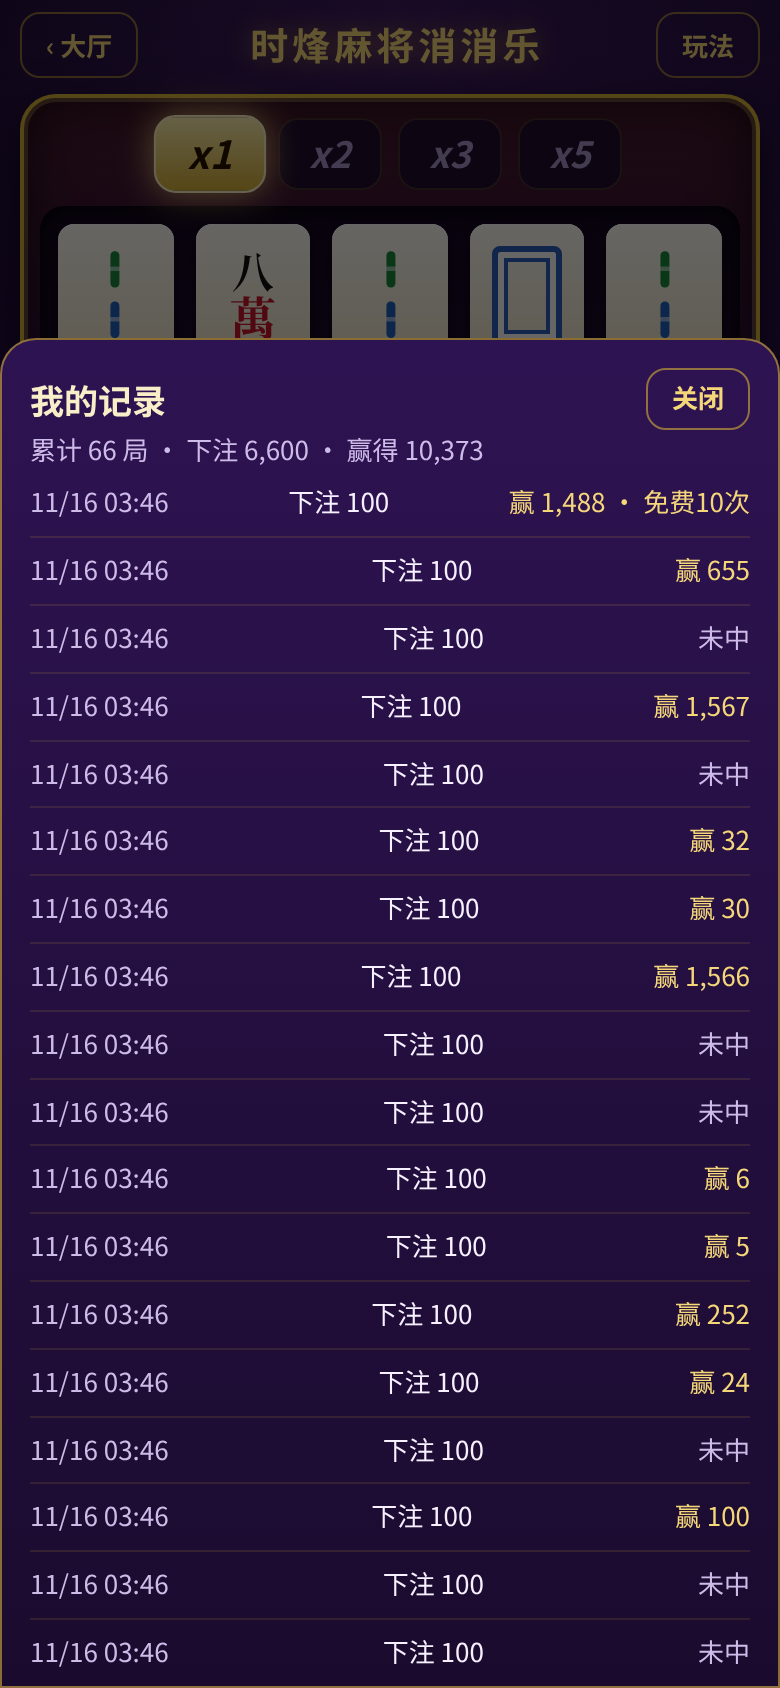 ‹ 大厅 时烽麻将消消乐 玩法
x1 x2 x3 x5
八
萬
我的记录 关闭
累计 66 局 · 下注 6,600 · 赢得 10,373
11/16 03:46 下注 100 赢 1,488 · 免费10次
11/16 03:46 下注 100 赢 655
11/16 03:46 下注 100 未中
11/16 03:46 下注 100 赢 1,567
11/16 03:46 下注 100 未中
11/16 03:46 下注 100 赢 32
11/16 03:46 下注 100 赢 30
11/16 03:46 下注 100 赢 1,566
11/16 03:46 下注 100 未中
11/16 03:46 下注 100 未中
11/16 03:46 下注 100 赢 6
11/16 03:46 下注 100 赢 5
11/16 03:46 下注 100 赢 252
11/16 03:46 下注 100 赢 24
11/16 03:46 下注 100 未中
11/16 03:46 下注 100 赢 100
11/16 03:46 下注 100 未中
11/16 03:46 下注 100 未中